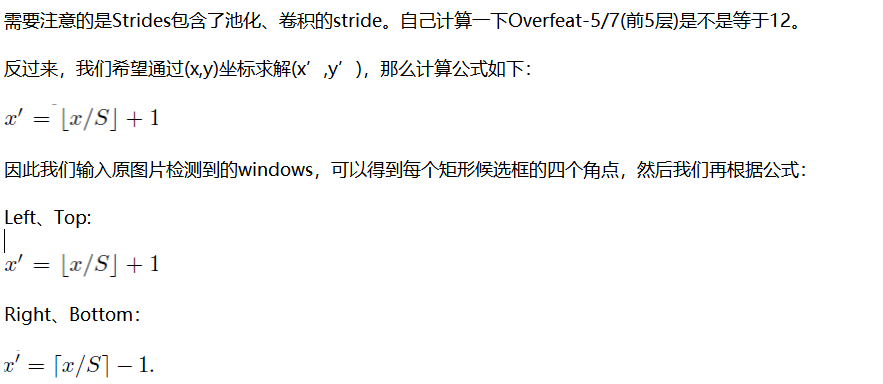 需要注意的是Strides包含了池化、卷积的stride。自己计算一下Overfeat-5/7(前5层)是不是等于12。
反过来，我们希望通过(x,y)坐标求解(x’,y’)，那么计算公式如下：
x′ = ⌊x/S⌋ + 1
因此我们输入原图片检测到的windows，可以得到每个矩形候选框的四个角点，然后我们再根据公式：
Left、Top:
x′ = ⌊x/S⌋ + 1
Right、Bottom：
x′ = ⌈x/S⌉ − 1.